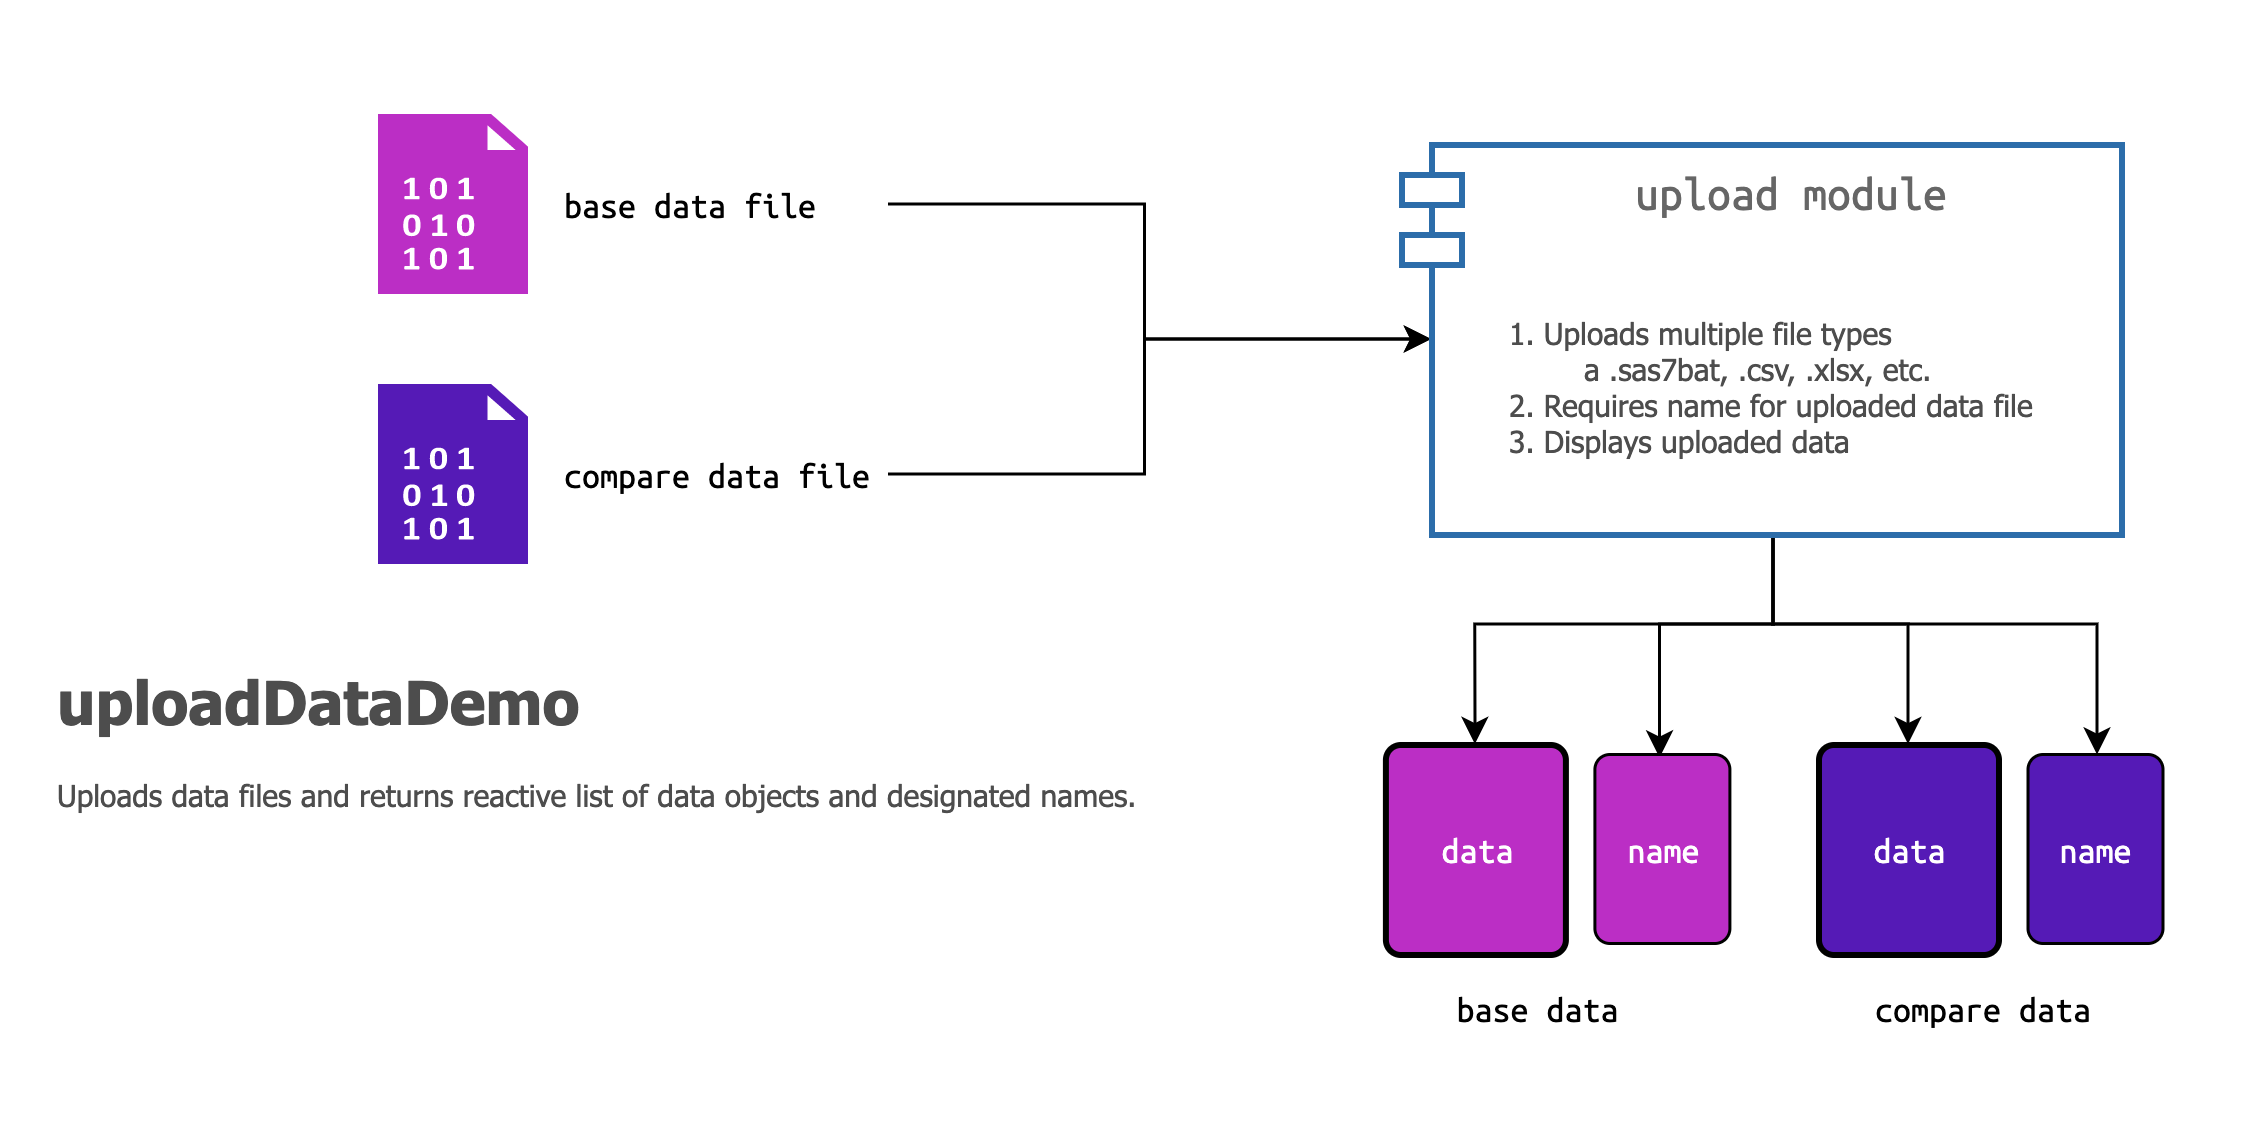 101
010
101
base data file
101
010
101
compare data file
upload module
1. Uploads multiple file types
a .sas7bat, .csv, .xlsx, etc.
2. Requires name for uploaded data file
3. Displays uploaded data
uploadDataDemo
Uploads data files and returns reactive list of data objects and designated names.
data
name
data
name
base data
compare data